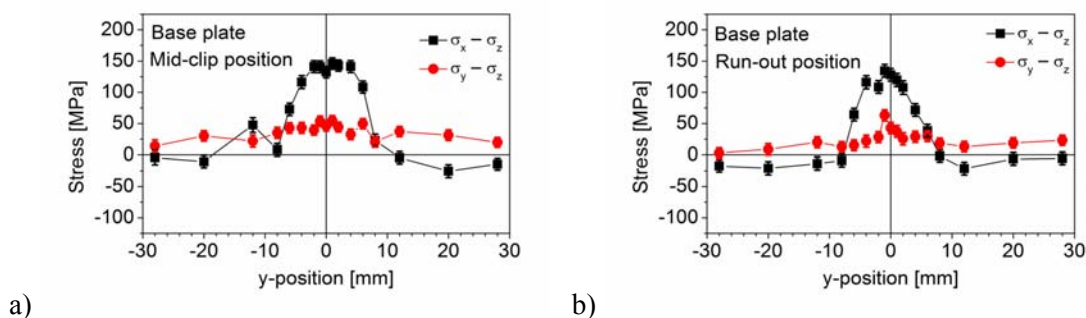 Base plate
Mid-clip position
σx − σz
σy − σz
Stress [MPa]
200
150
100
50
0
-50
-100
-30 -20 -10 0 10 20 30
y-position [mm]
a)
Base plate
Run-out position
σx − σz
σy − σz
Stress [MPa]
200
150
100
50
0
-50
-100
-30 -20 -10 0 10 20 30
y-position [mm]
b)